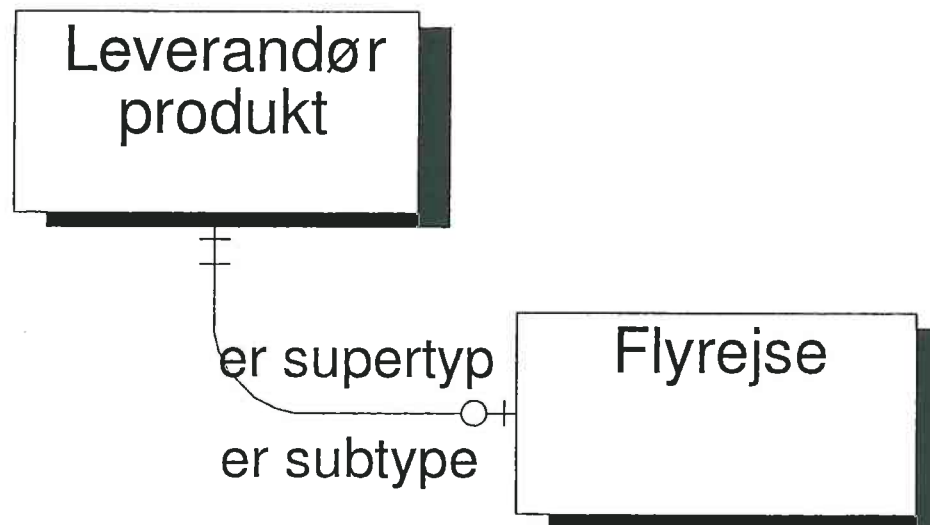 Leverandør
produkt
er supertyp
Flyrejse
er subtype